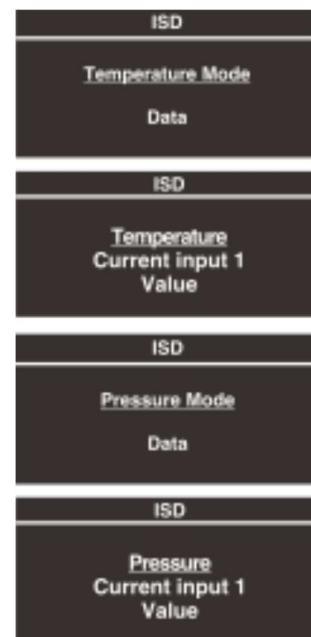 ISD
Temperature Mode
Data
ISD
Temperature
Current input 1
Value
ISD
Pressure Mode
Data
ISD
Pressure
Current input 1
Value